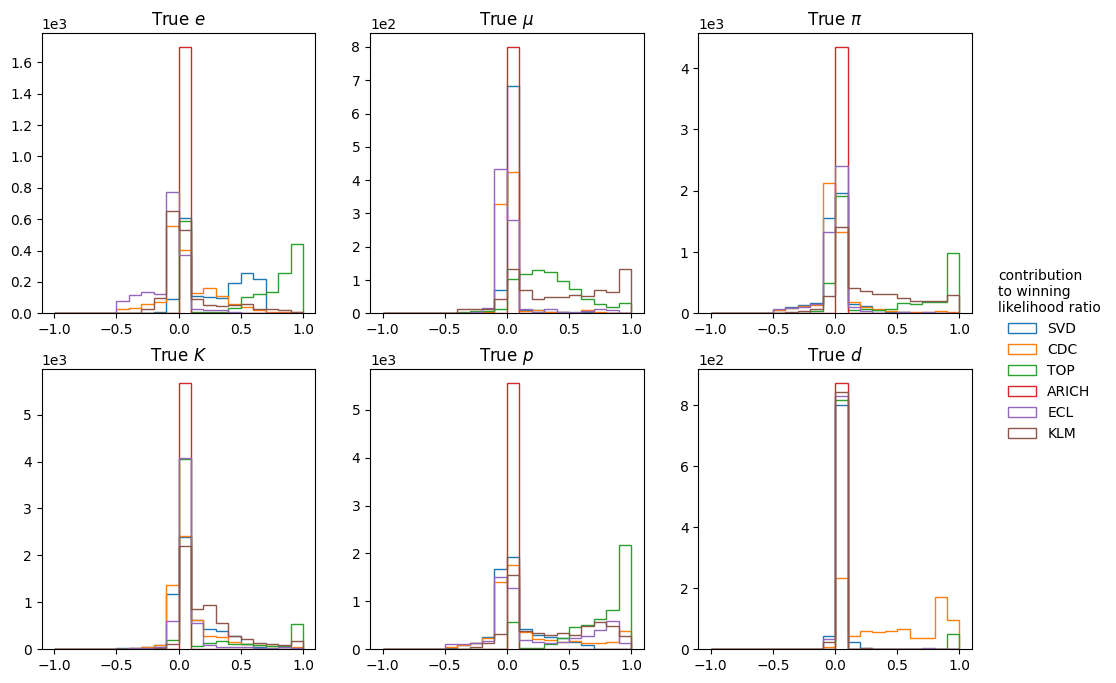 1e3
True e
1e2
True μ
1e3
True π
1.6
1.4
1.2
1.0
0.8
0.6
0.4
0.2
0.0
−1.0 −0.5 0.0 0.5 1.0
8
7
6
5
4
3
2
1
0
−1.0 −0.5 0.0 0.5 1.0
4
3
2
1
0
−1.0 −0.5 0.0 0.5 1.0
contribution
to winning
likelihood ratio
SVD
CDC
TOP
ARICH
ECL
KLM
1e3
True K
1e3
True p
1e2
True d
5
4
3
2
1
0
−1.0 −0.5 0.0 0.5 1.0
5
4
3
2
1
0
−1.0 −0.5 0.0 0.5 1.0
8
6
4
2
0
−1.0 −0.5 0.0 0.5 1.0